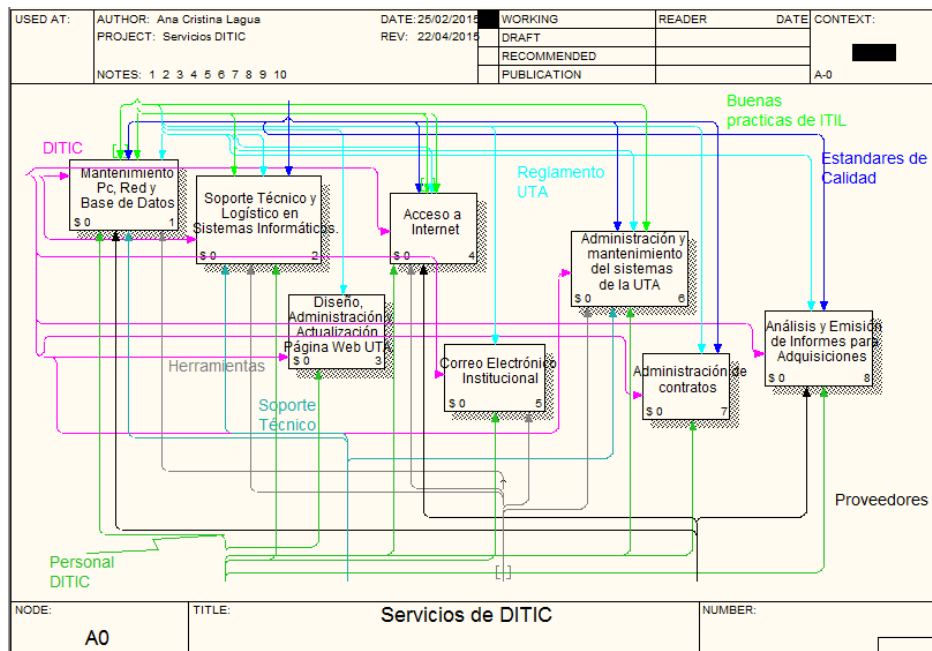 USED AT:
AUTHOR: Ana Cristina Lagua
DATE: 25/02/2015
WORKING
READER
DATE
CONTEXT:
PROJECT: Servicios DITIC
REV: 22/04/2015
DRAFT
RECOMMENDED
NOTES: 1 2 3 4 5 6 7 8 9 10
PUBLICATION
A-0
Buenas
practicas de ITIL
DITIC
Estandares de
Calidad
Reglamento
UTA
Mantenimiento
Pc, Red y
Base de Datos
$ 0
1
Soporte Técnico y
Logístico en
Sistemas Informáticos.
$ 0
2
Acceso a
Internet
$ 0
4
Administración y
mantenimiento
del sistemas
de la UTA
$ 0
6
Diseño,
Administración y
Actualización
Página Web UTA
$ 0
3
Análisis y Emisión
de Informes para
Adquisiciones
$ 0
8
Herramientas
Correo Electrónico
Institucional
$ 0
5
Administración de
contratos
$ 0
7
Soporte
Técnico
Proveedores
Personal
DITIC
NODE:
A0
TITLE:
Servicios de DITIC
NUMBER: